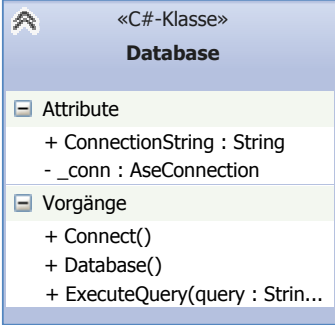 «C#-Klasse»
Database
Attribute
+ ConnectionString : String
- _conn : AseConnection
Vorgänge
+ Connect()
+ Database()
+ ExecuteQuery(query : Strin...